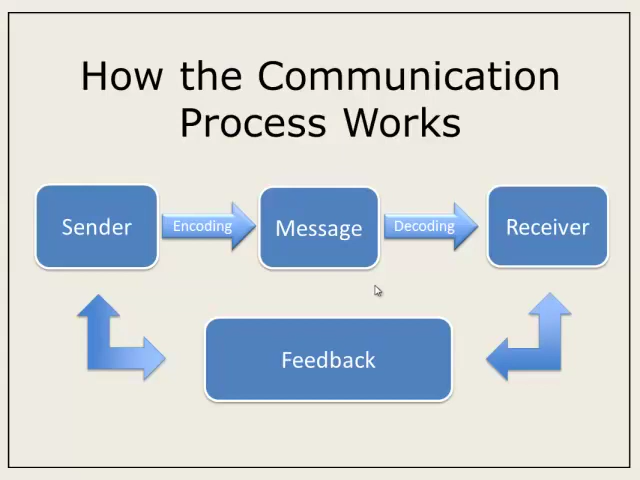 How the Communication
Process Works
Sender
Encoding
Message
Decoding
Receiver
Feedback